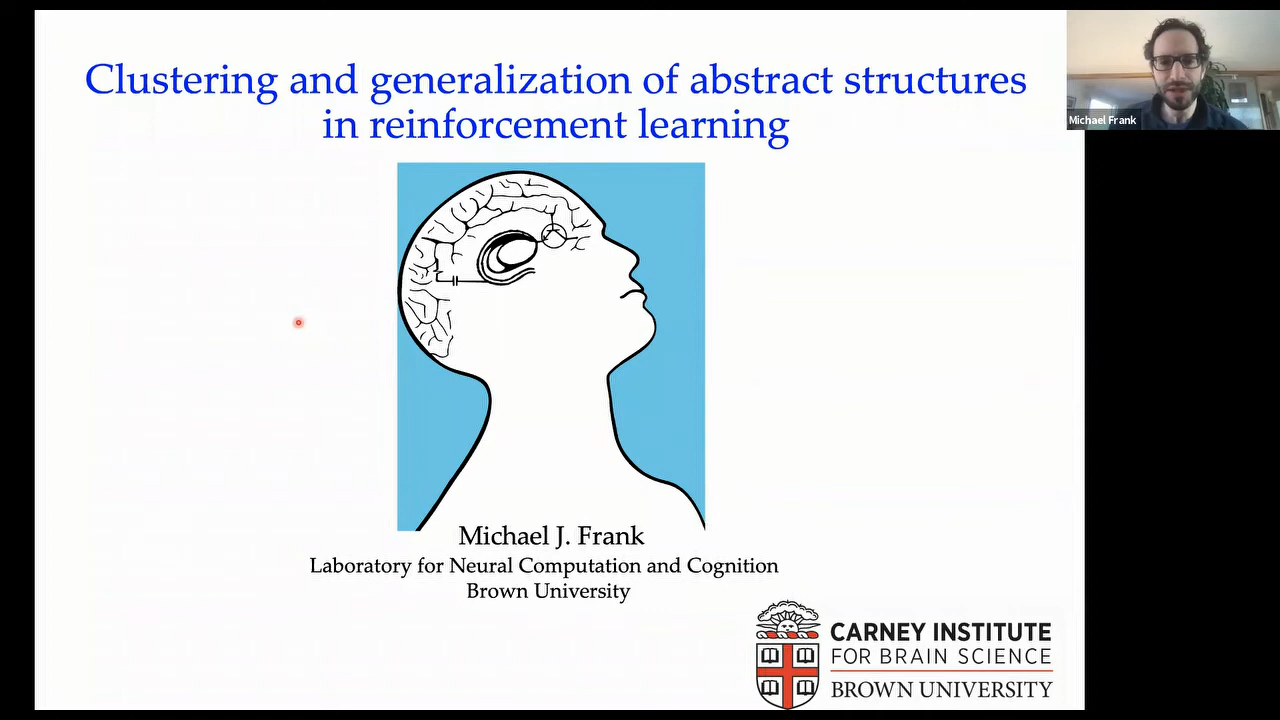 Clustering and generalization of abstract structures
in reinforcement learning
Michael Frank
Michael J. Frank
Laboratory for Neural Computation and Cognition
Brown University
CARNEY INSTITUTE
FOR BRAIN SCIENCE
BROWN UNIVERSITY